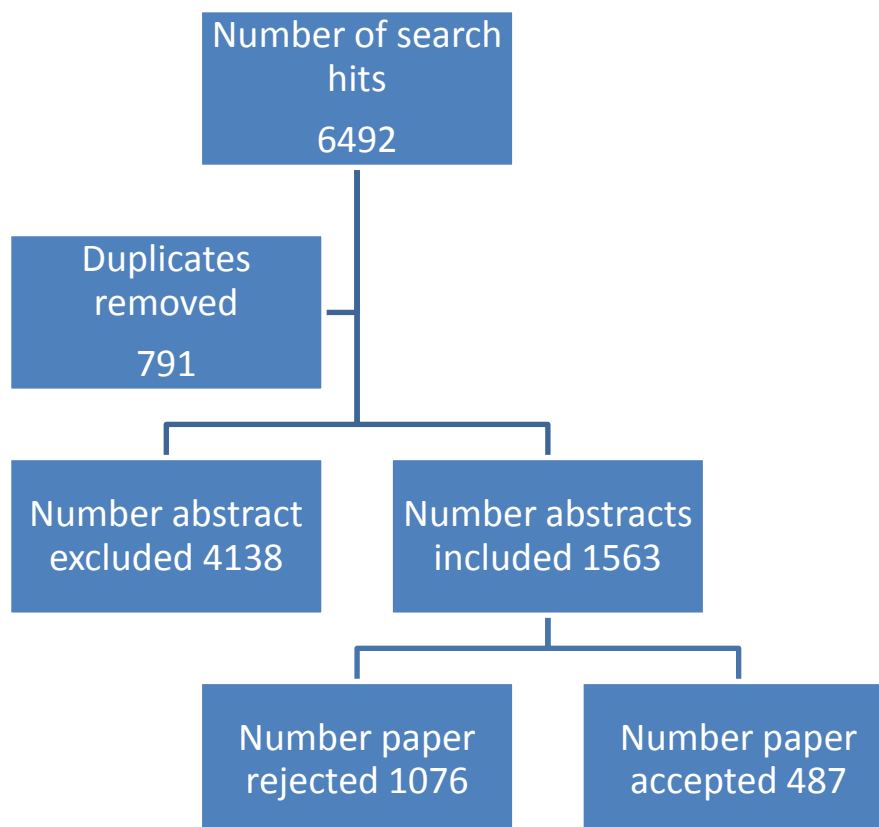 Number of search
hits
6492
Duplicates
removed
791
Number abstract
excluded 4138
Number abstracts
included 1563
Number paper
rejected 1076
Number paper
accepted 487